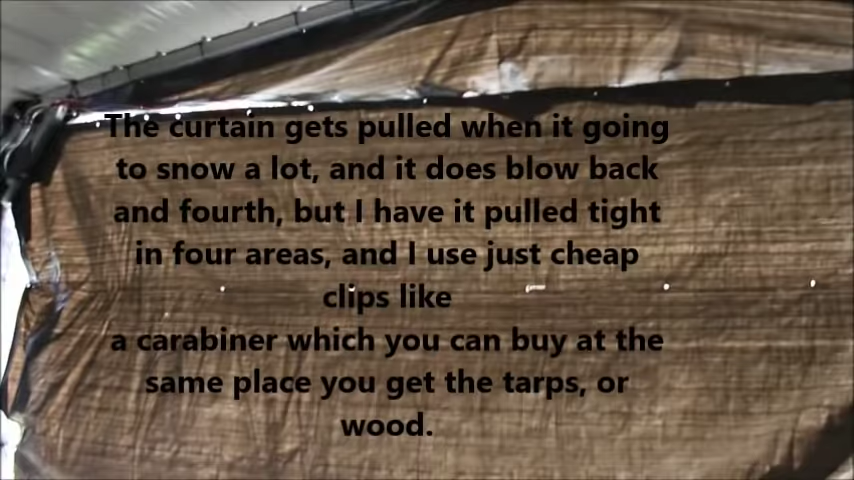 The curtain gets pulled when it going
to snow a lot, and it does blow back
and fourth, but I have it pulled tight
in four areas, and I use just cheap
clips like
a carabiner which you can buy at the
same place you get the tarps, or
wood.